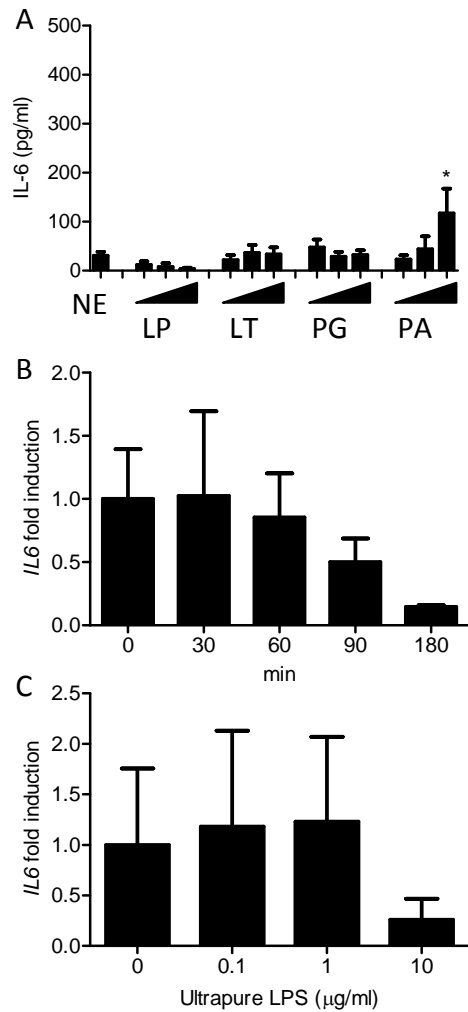 A
IL-6 (pg/ml)
500
400
300
200
100
0
*
NE
LP LT PG PA
B
IL6 fold induction
2.0
1.5
1.0
0.5
0.0
0 30 60 90 180
min
C
IL6 fold induction
2.5
2.0
1.5
1.0
0.5
0.0
0 0.1 1 10
Ultrapure LPS (µg/ml)